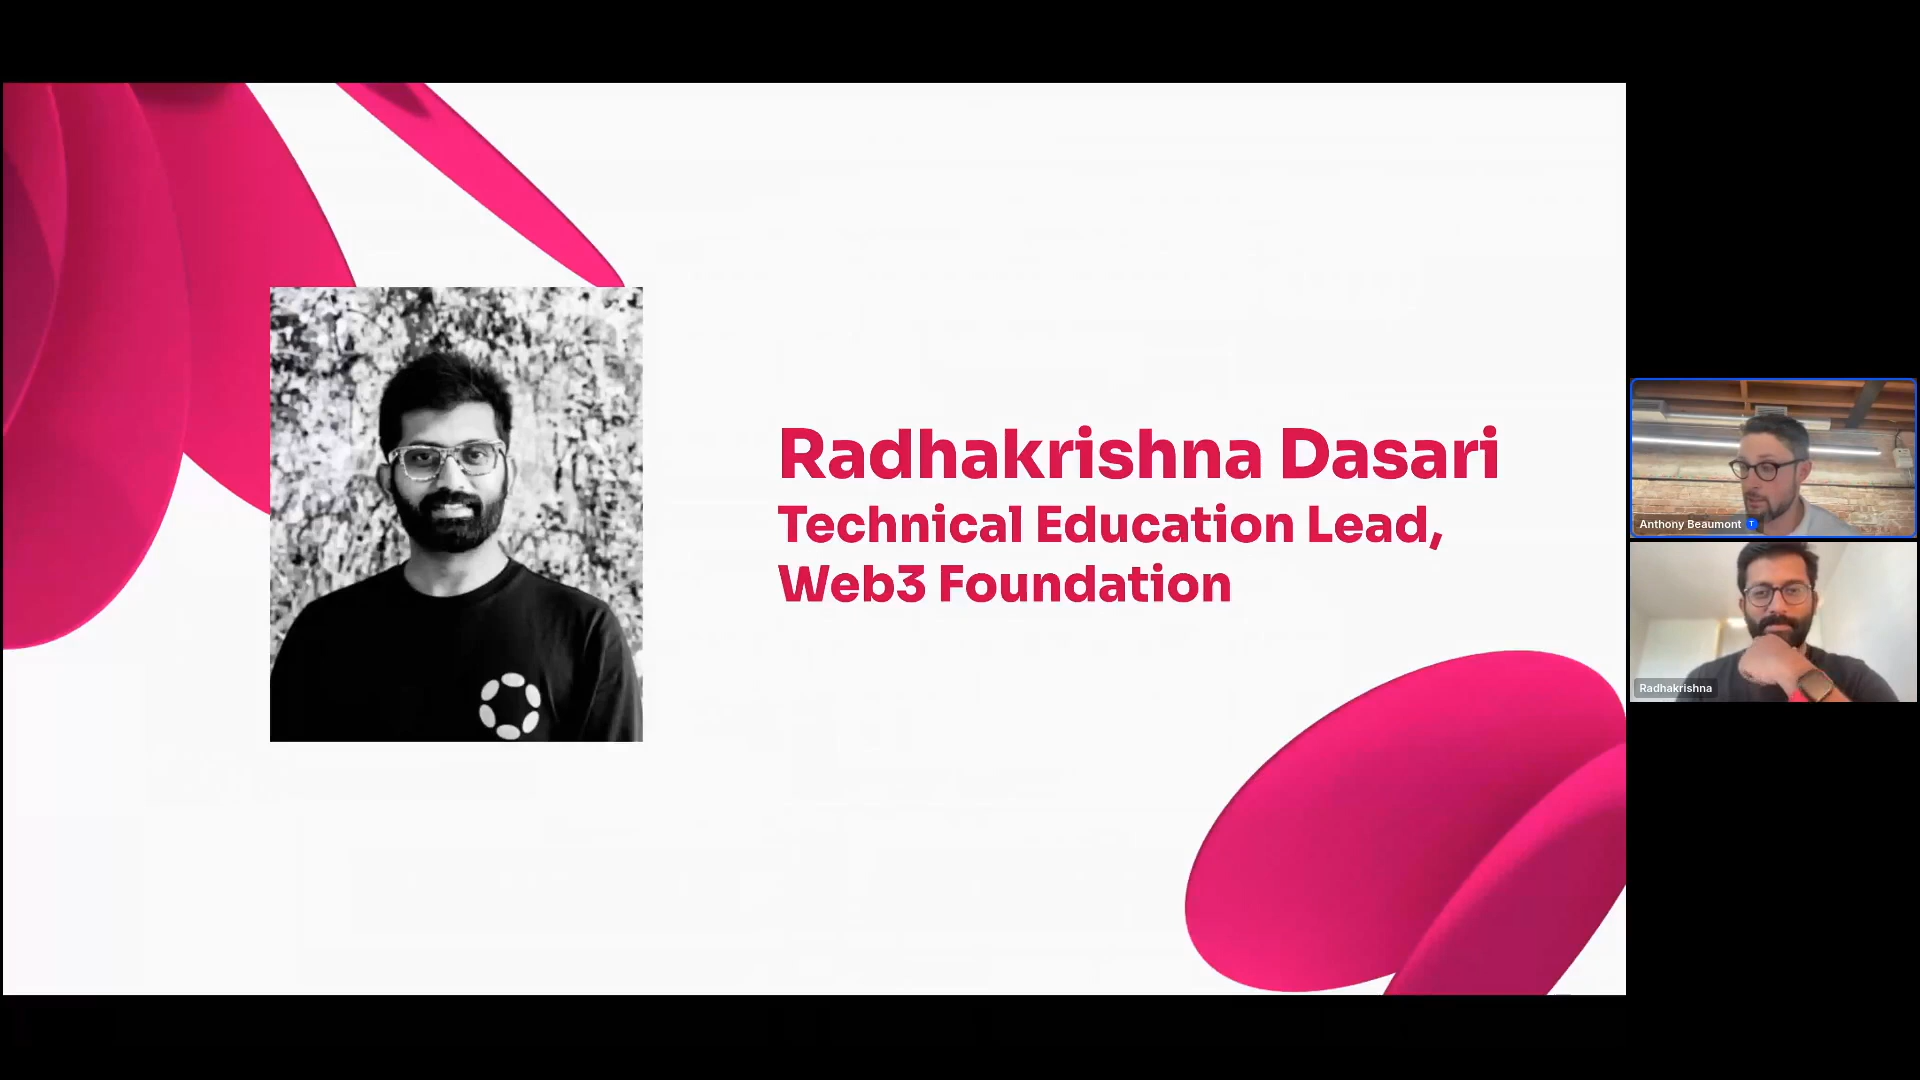 Radhakrishna Dasari
Technical Education Lead,
Web3 Foundation
Anthony Beaumont T
Radhakrishna